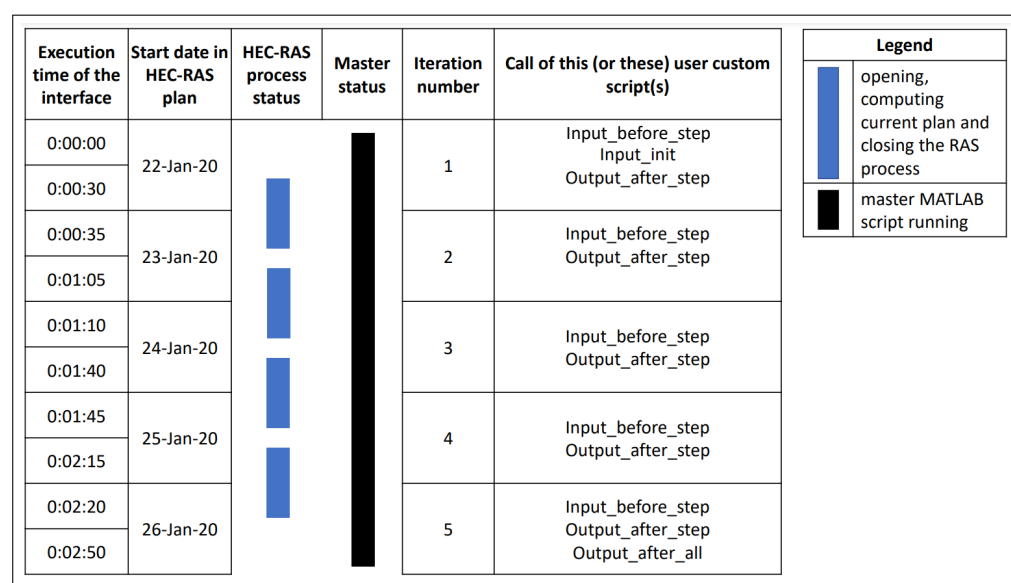 Execution time of the interface
Start date in HEC-RAS plan
HEC-RAS process status
Master status
Iteration number
Call of this (or these) user custom script(s)
0:00:00
0:00:30
22-Jan-20
1
Input_before_step
Input_init
Output_after_step
0:00:35
0:01:05
23-Jan-20
2
Input_before_step
Output_after_step
0:01:10
0:01:40
24-Jan-20
3
Input_before_step
Output_after_step
0:01:45
0:02:15
25-Jan-20
4
Input_before_step
Output_after_step
0:02:20
0:02:50
26-Jan-20
5
Input_before_step
Output_after_step
Output_after_all
Legend
opening,
computing
current plan and
closing the RAS
process
master MATLAB
script running